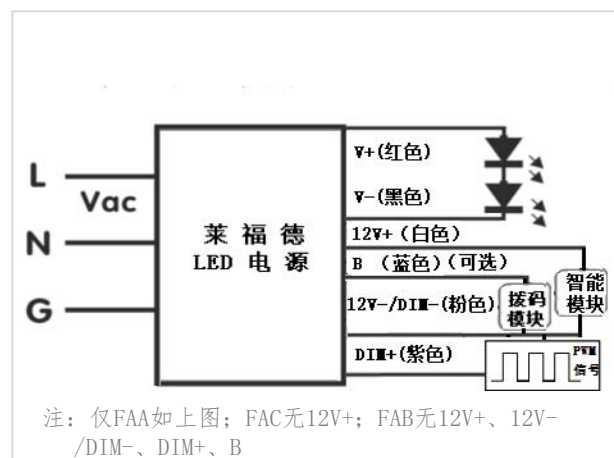 L
Vac
N
G
莱福德
LED 电源
V+(红色)
V-(黑色)
12V+(白色)
B (蓝色)(可选)
12V-/DIM-(粉色)
DIM+(紫色)
拨码
模块
智能
模块
PWM
信号
注：仅FAA如上图；FAC无12V+；FAB无12V+、12V-
/DIM-、DIM+、B